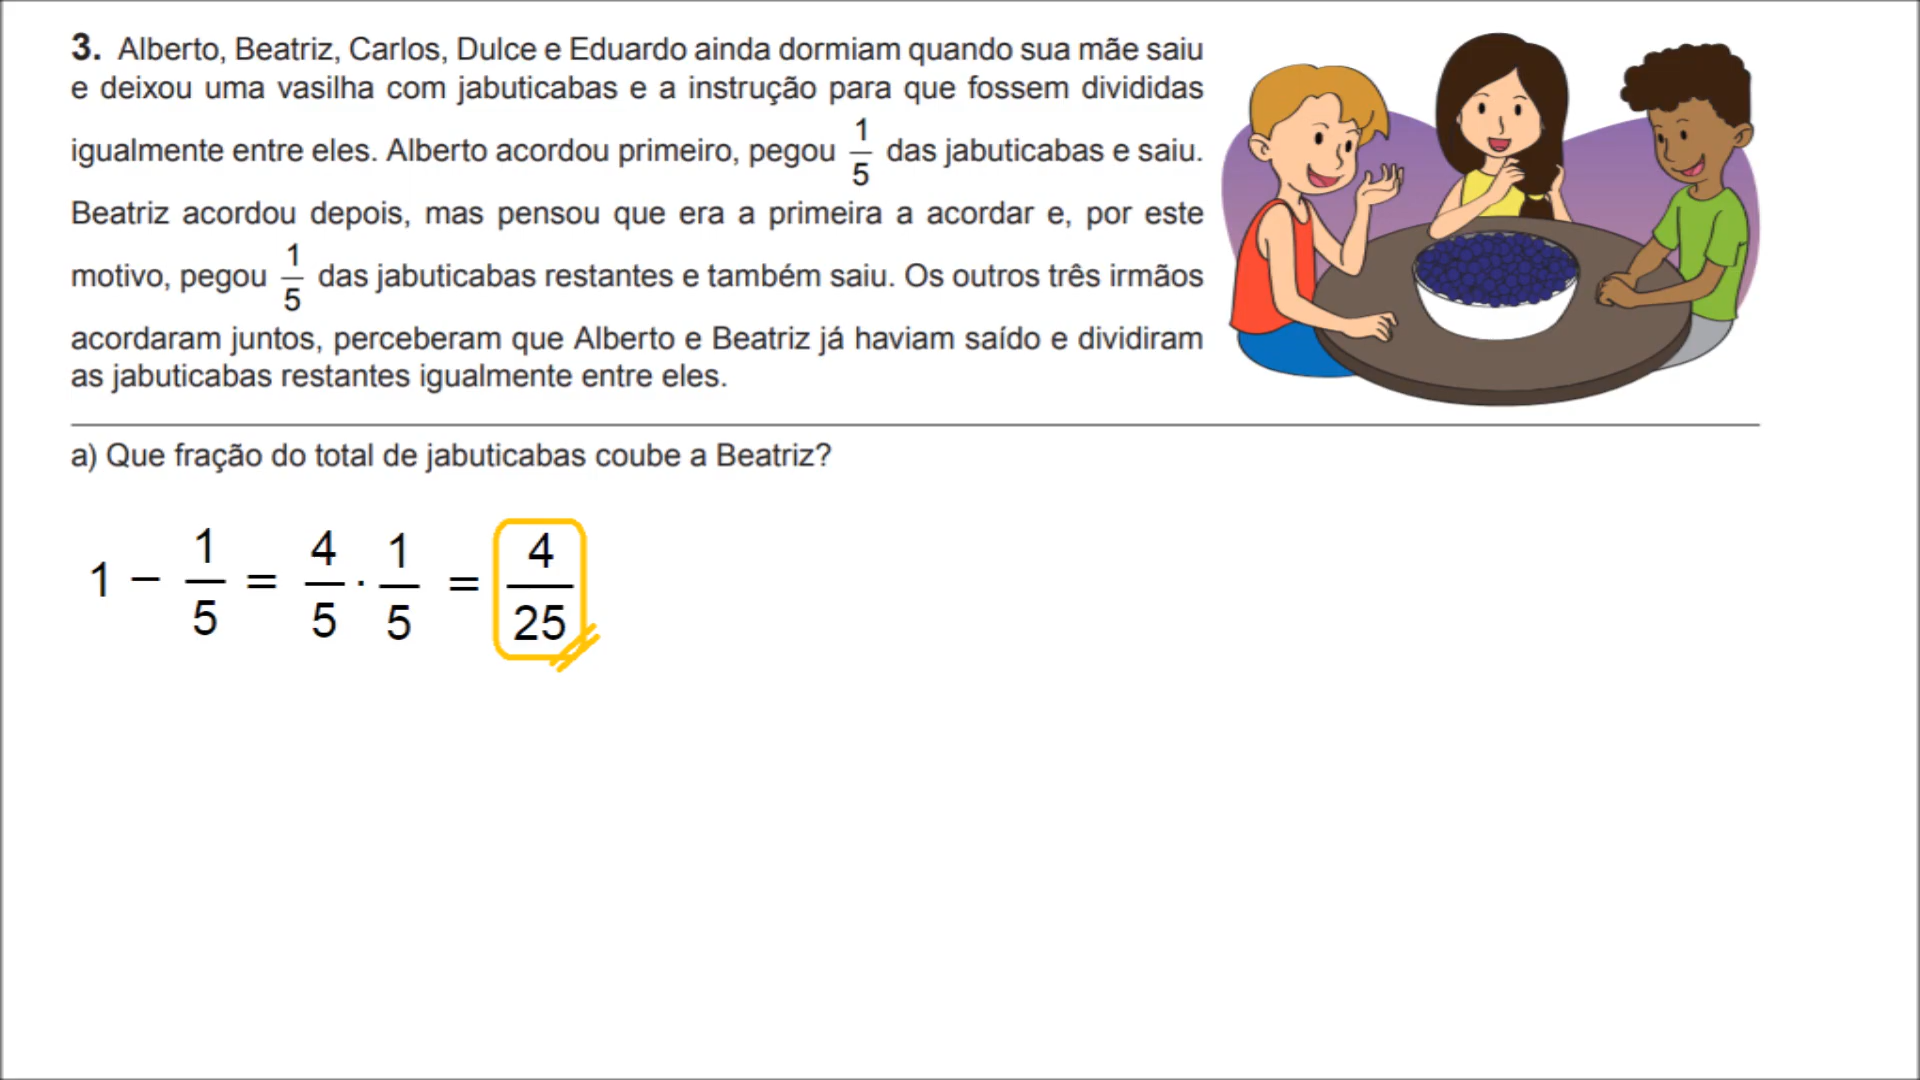 3. Alberto, Beatriz, Carlos, Dulce e Eduardo ainda dormiam quando sua mãe saiu
e deixou uma vasilha com jabuticabas e a instrução para que fossem divididas
igualmente entre eles. Alberto acordou primeiro, pegou 1/5 das jabuticabas e saiu.
Beatriz acordou depois, mas pensou que era a primeira a acordar e, por este
motivo, pegou 1/5 das jabuticabas restantes e também saiu. Os outros três irmãos
acordaram juntos, perceberam que Alberto e Beatriz já haviam saído e dividiram
as jabuticabas restantes igualmente entre eles.
a) Que fração do total de jabuticabas coube a Beatriz?
1 − 1/5 = 4/5 · 1/5 = 4/25